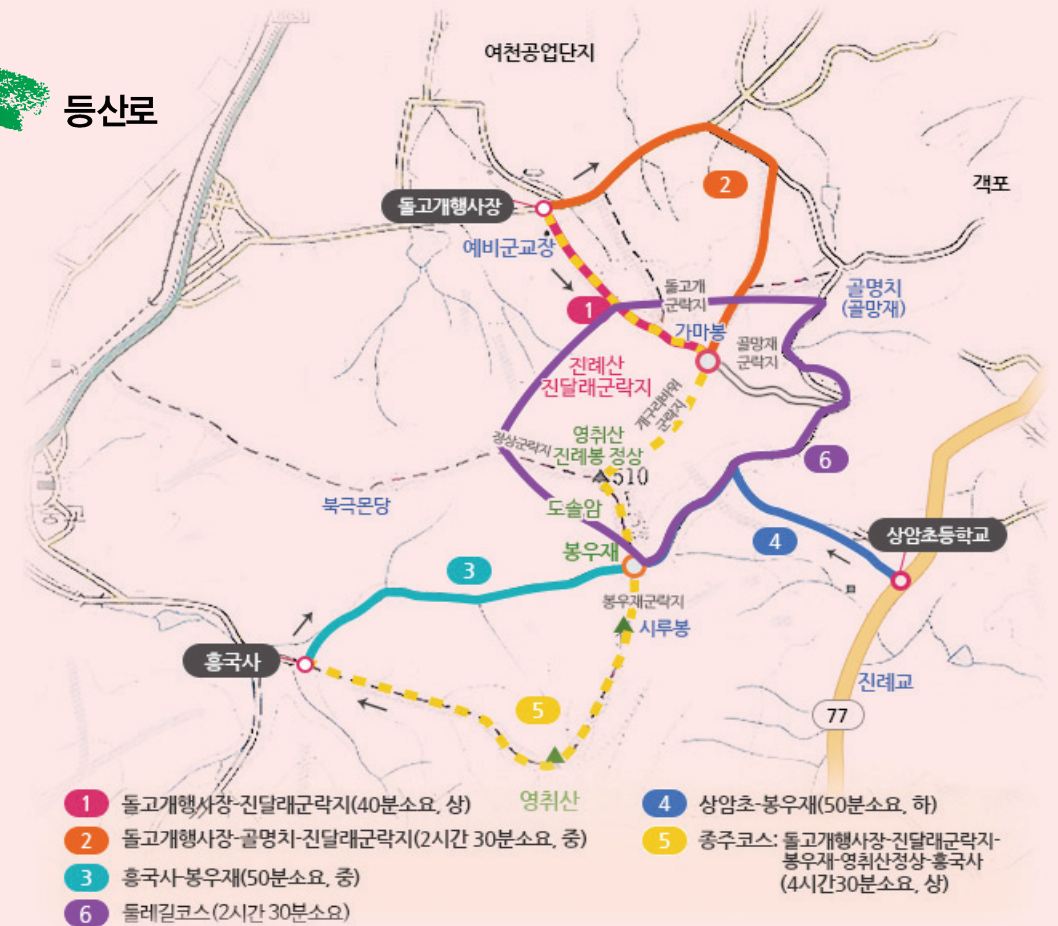 여천공업단지
등산로
2
객포
돌고개행사장
예비군교장
돌고개
군락지
골명치
(골망재)
1
가마봉
골망재
군락지
진례산
진달래군락지
개구리바위
군락지
영취산
진례봉 정상
정상군락지
510
6
북극몬당
도솔암
상암초등학교
4
봉우재
3
봉우재군락지
시루봉
흥국사
진례교
5
77
영취산
1 돌고개행사장-진달래군락지(40분소요, 상)
2 돌고개행사장-골명치-진달래군락지(2시간 30분소요, 중)
3 흥국사-봉우재(50분소요, 중)
6 둘레길코스(2시간 30분소요)
4 상암초-봉우재(50분소요, 하)
5 종주코스: 돌고개행사장-진달래군락지-
봉우재-영취산정상-흥국사
(4시간30분소요, 상)